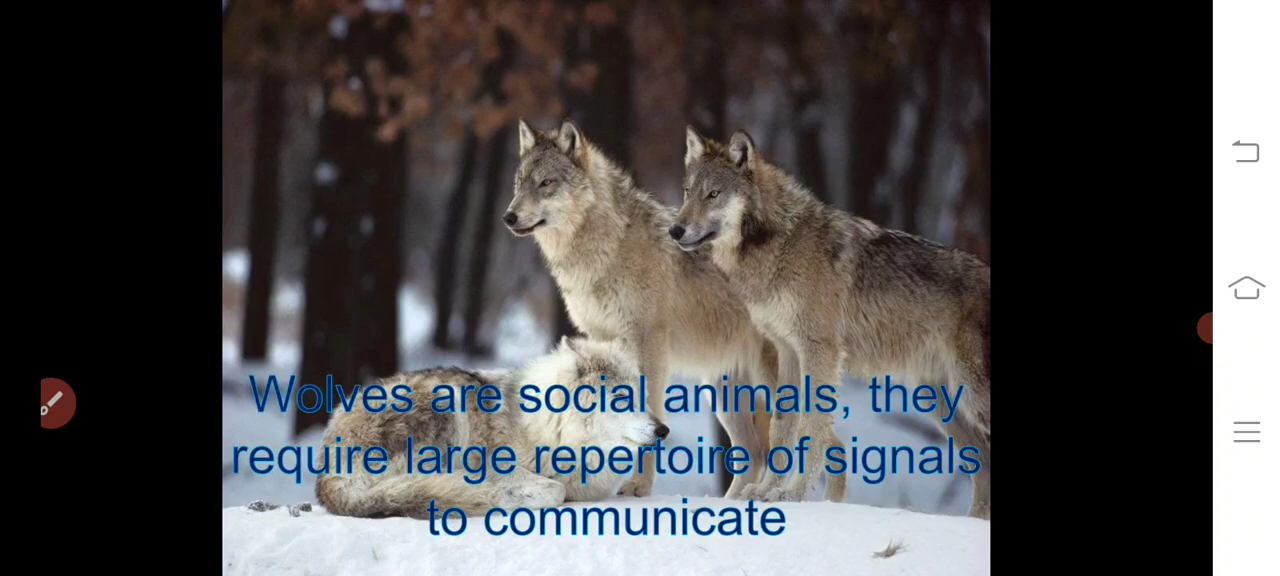 Wolves are social animals, they
require large repertoire of signals
to communicate